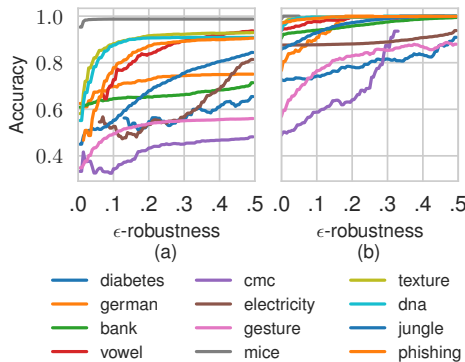 1.0
0.8
0.6
0.4
Accuracy
.0 .1 .2 .3 .4 .5 .0 .1 .2 .3 .4 .5
ϵ-robustness ϵ-robustness
(a) (b)
diabetes cmc texture
german electricity dna
bank gesture jungle
vowel mice phishing